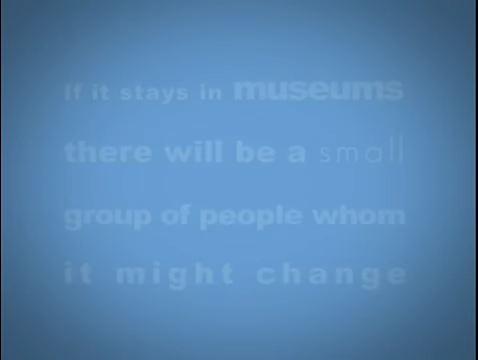 If it stays in museums
there will be a small
group of people whom
it might change